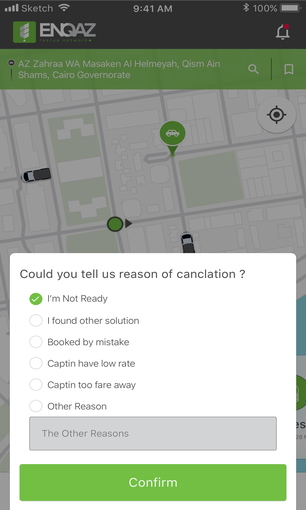 Sketch
9:41 AM
100%
ENQAZ
AZ Zahraa WA Masaken Al Helmeyah, Qism Ain
Shams, Cairo Governorate
Could you tell us reason of canclation ?
I'm Not Ready
I found other solution
Booked by mistake
Captin have low rate
Captin too fare away
Other Reason
The Other Reasons
Confirm